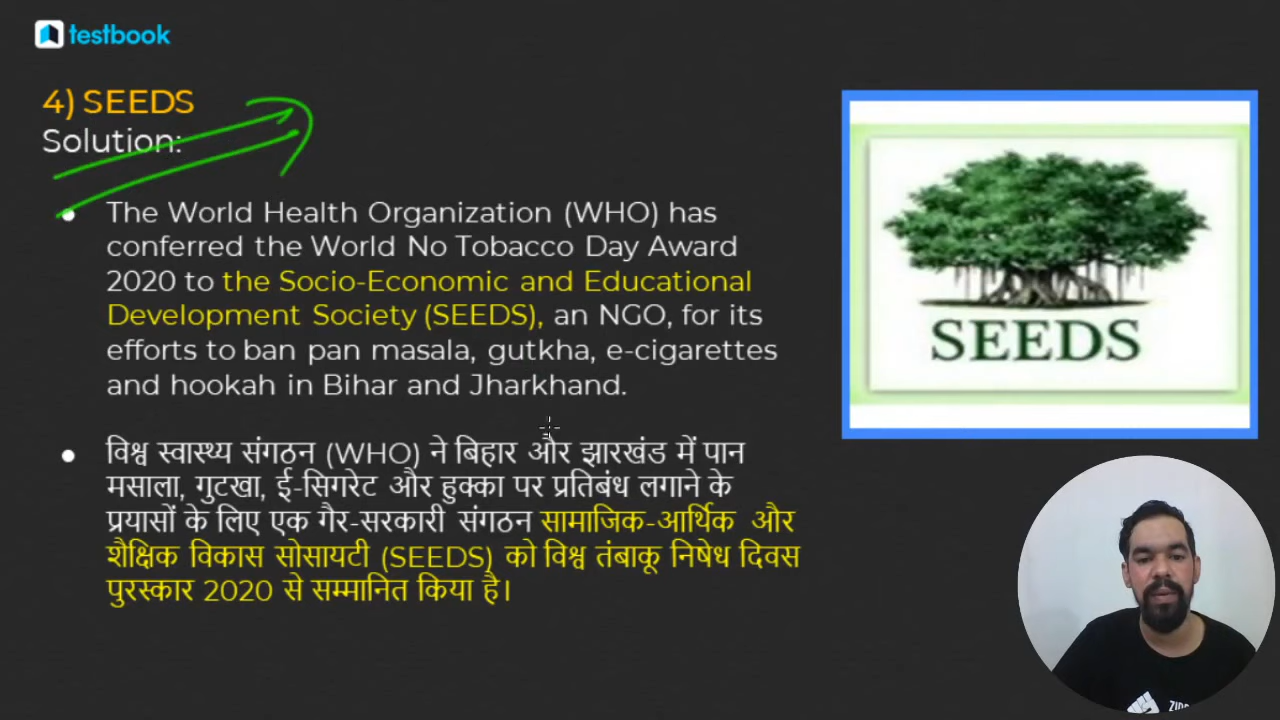 testbook
4) SEEDS
Solution:
The World Health Organization (WHO) has
conferred the World No Tobacco Day Award
2020 to the Socio-Economic and Educational
Development Society (SEEDS), an NGO, for its
efforts to ban pan masala, gutkha, e-cigarettes
and hookah in Bihar and Jharkhand.
विश्व स्वास्थ्य संगठन (WHO) ने बिहार और झारखंड में पान
मसाला, गुटखा, ई-सिगरेट और हुक्का पर प्रतिबंध लगाने के
प्रयासों के लिए एक गैर-सरकारी संगठन सामाजिक-आर्थिक और
शैक्षिक विकास सोसायटी (SEEDS) को विश्व तंबाकू निषेध दिवस
पुरस्कार 2020 से सम्मानित किया है।
SEEDS